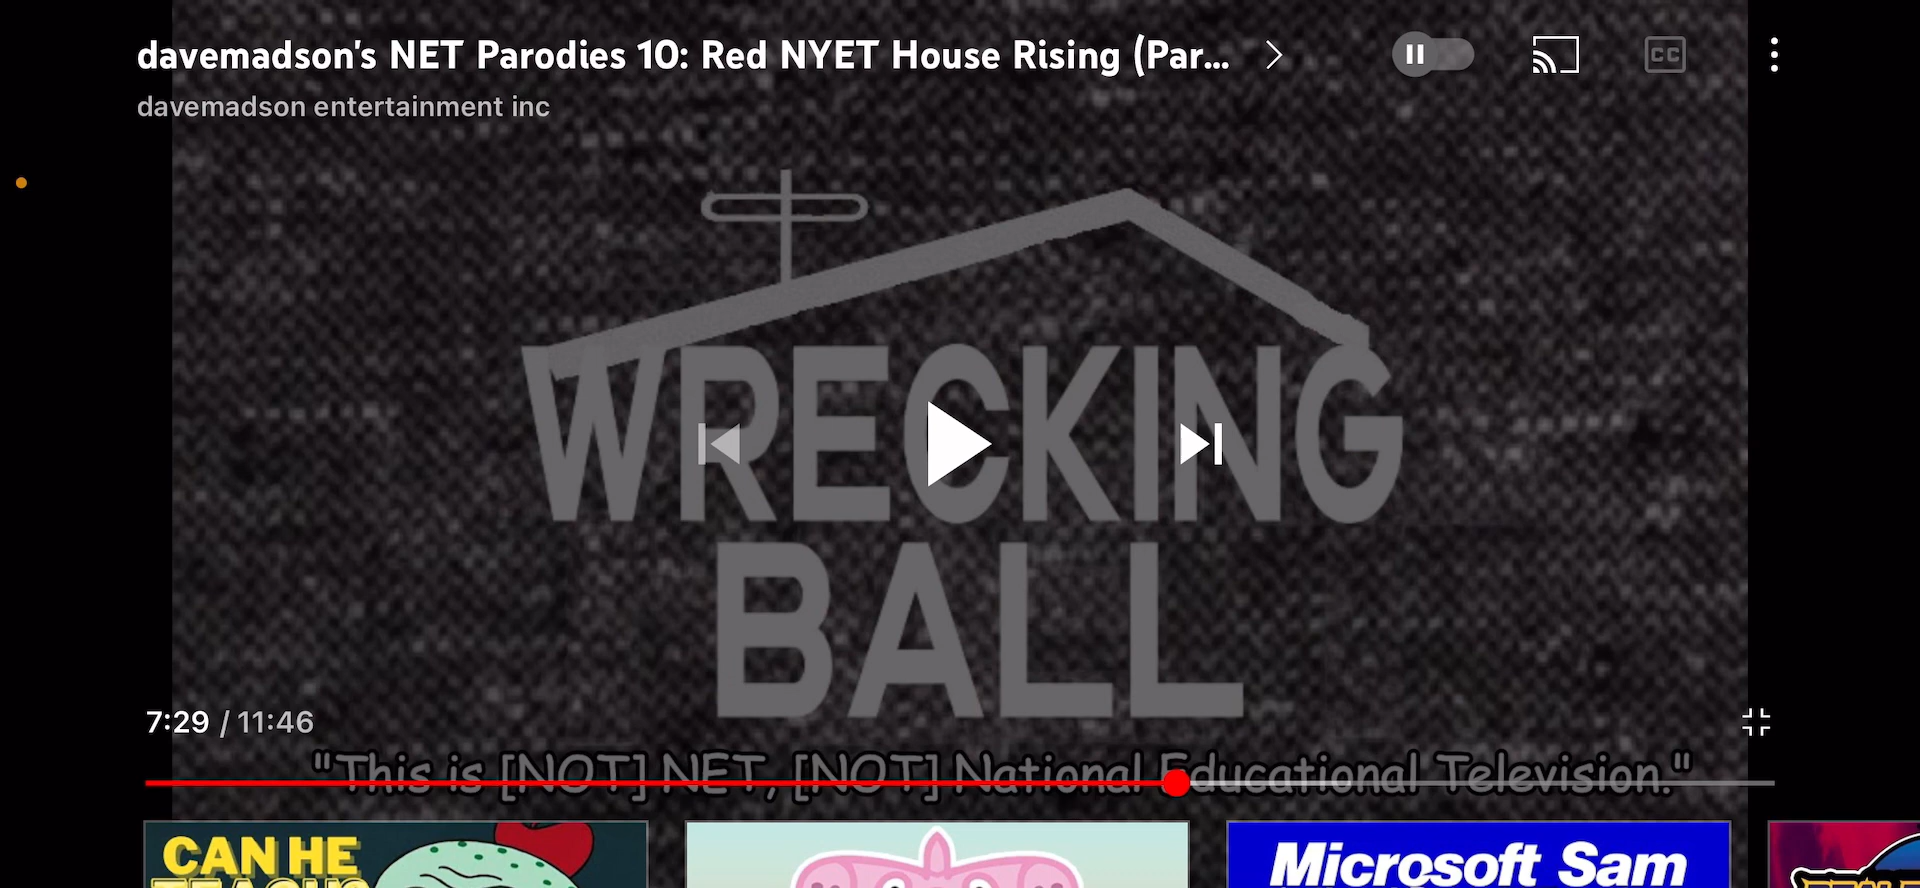 davemadson's NET Parodies 10: Red NYET House Rising (Par...
CC
davemadson entertainment inc
WRECKING
BALL
7:29 / 11:46
"This is [NOT] NET, [NOT] National Educational Television."
CAN HE
Microsoft Sam